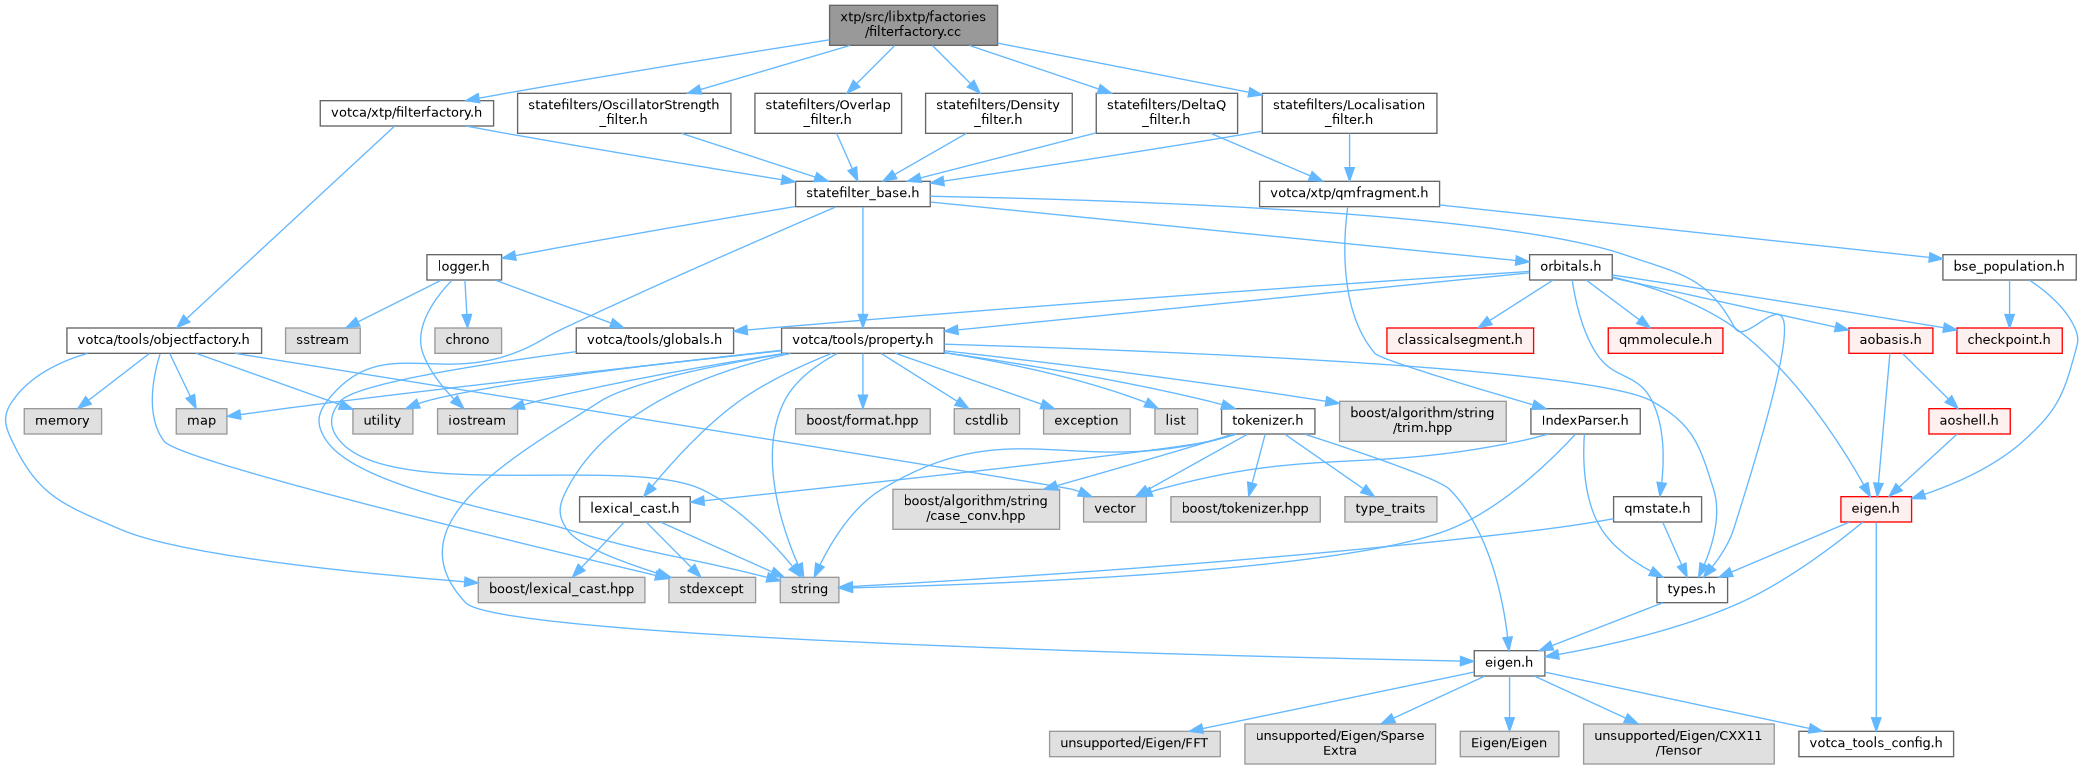 xtp/src/libxtp/factories
/filterfactory.cc
votca/xtp/filterfactory.h
statefilters/OscillatorStrength
_filter.h
statefilters/Overlap
_filter.h
statefilters/Density
_filter.h
statefilters/DeltaQ
_filter.h
statefilters/Localisation
_filter.h
statefilter_base.h
votca/xtp/qmfragment.h
logger.h
orbitals.h
bse_population.h
votca/tools/objectfactory.h
sstream
chrono
votca/tools/globals.h
votca/tools/property.h
classicalsegment.h
qmmolecule.h
aobasis.h
checkpoint.h
memory
map
utility
iostream
boost/format.hpp
cstdlib
exception
list
tokenizer.h
boost/algorithm/string
/trim.hpp
IndexParser.h
aoshell.h
lexical_cast.h
boost/algorithm/string
/case_conv.hpp
vector
boost/tokenizer.hpp
type_traits
qmstate.h
eigen.h
boost/lexical_cast.hpp
stdexcept
string
types.h
eigen.h
unsupported/Eigen/FFT
unsupported/Eigen/Sparse
Extra
Eigen/Eigen
unsupported/Eigen/CXX11
/Tensor
votca_tools_config.h